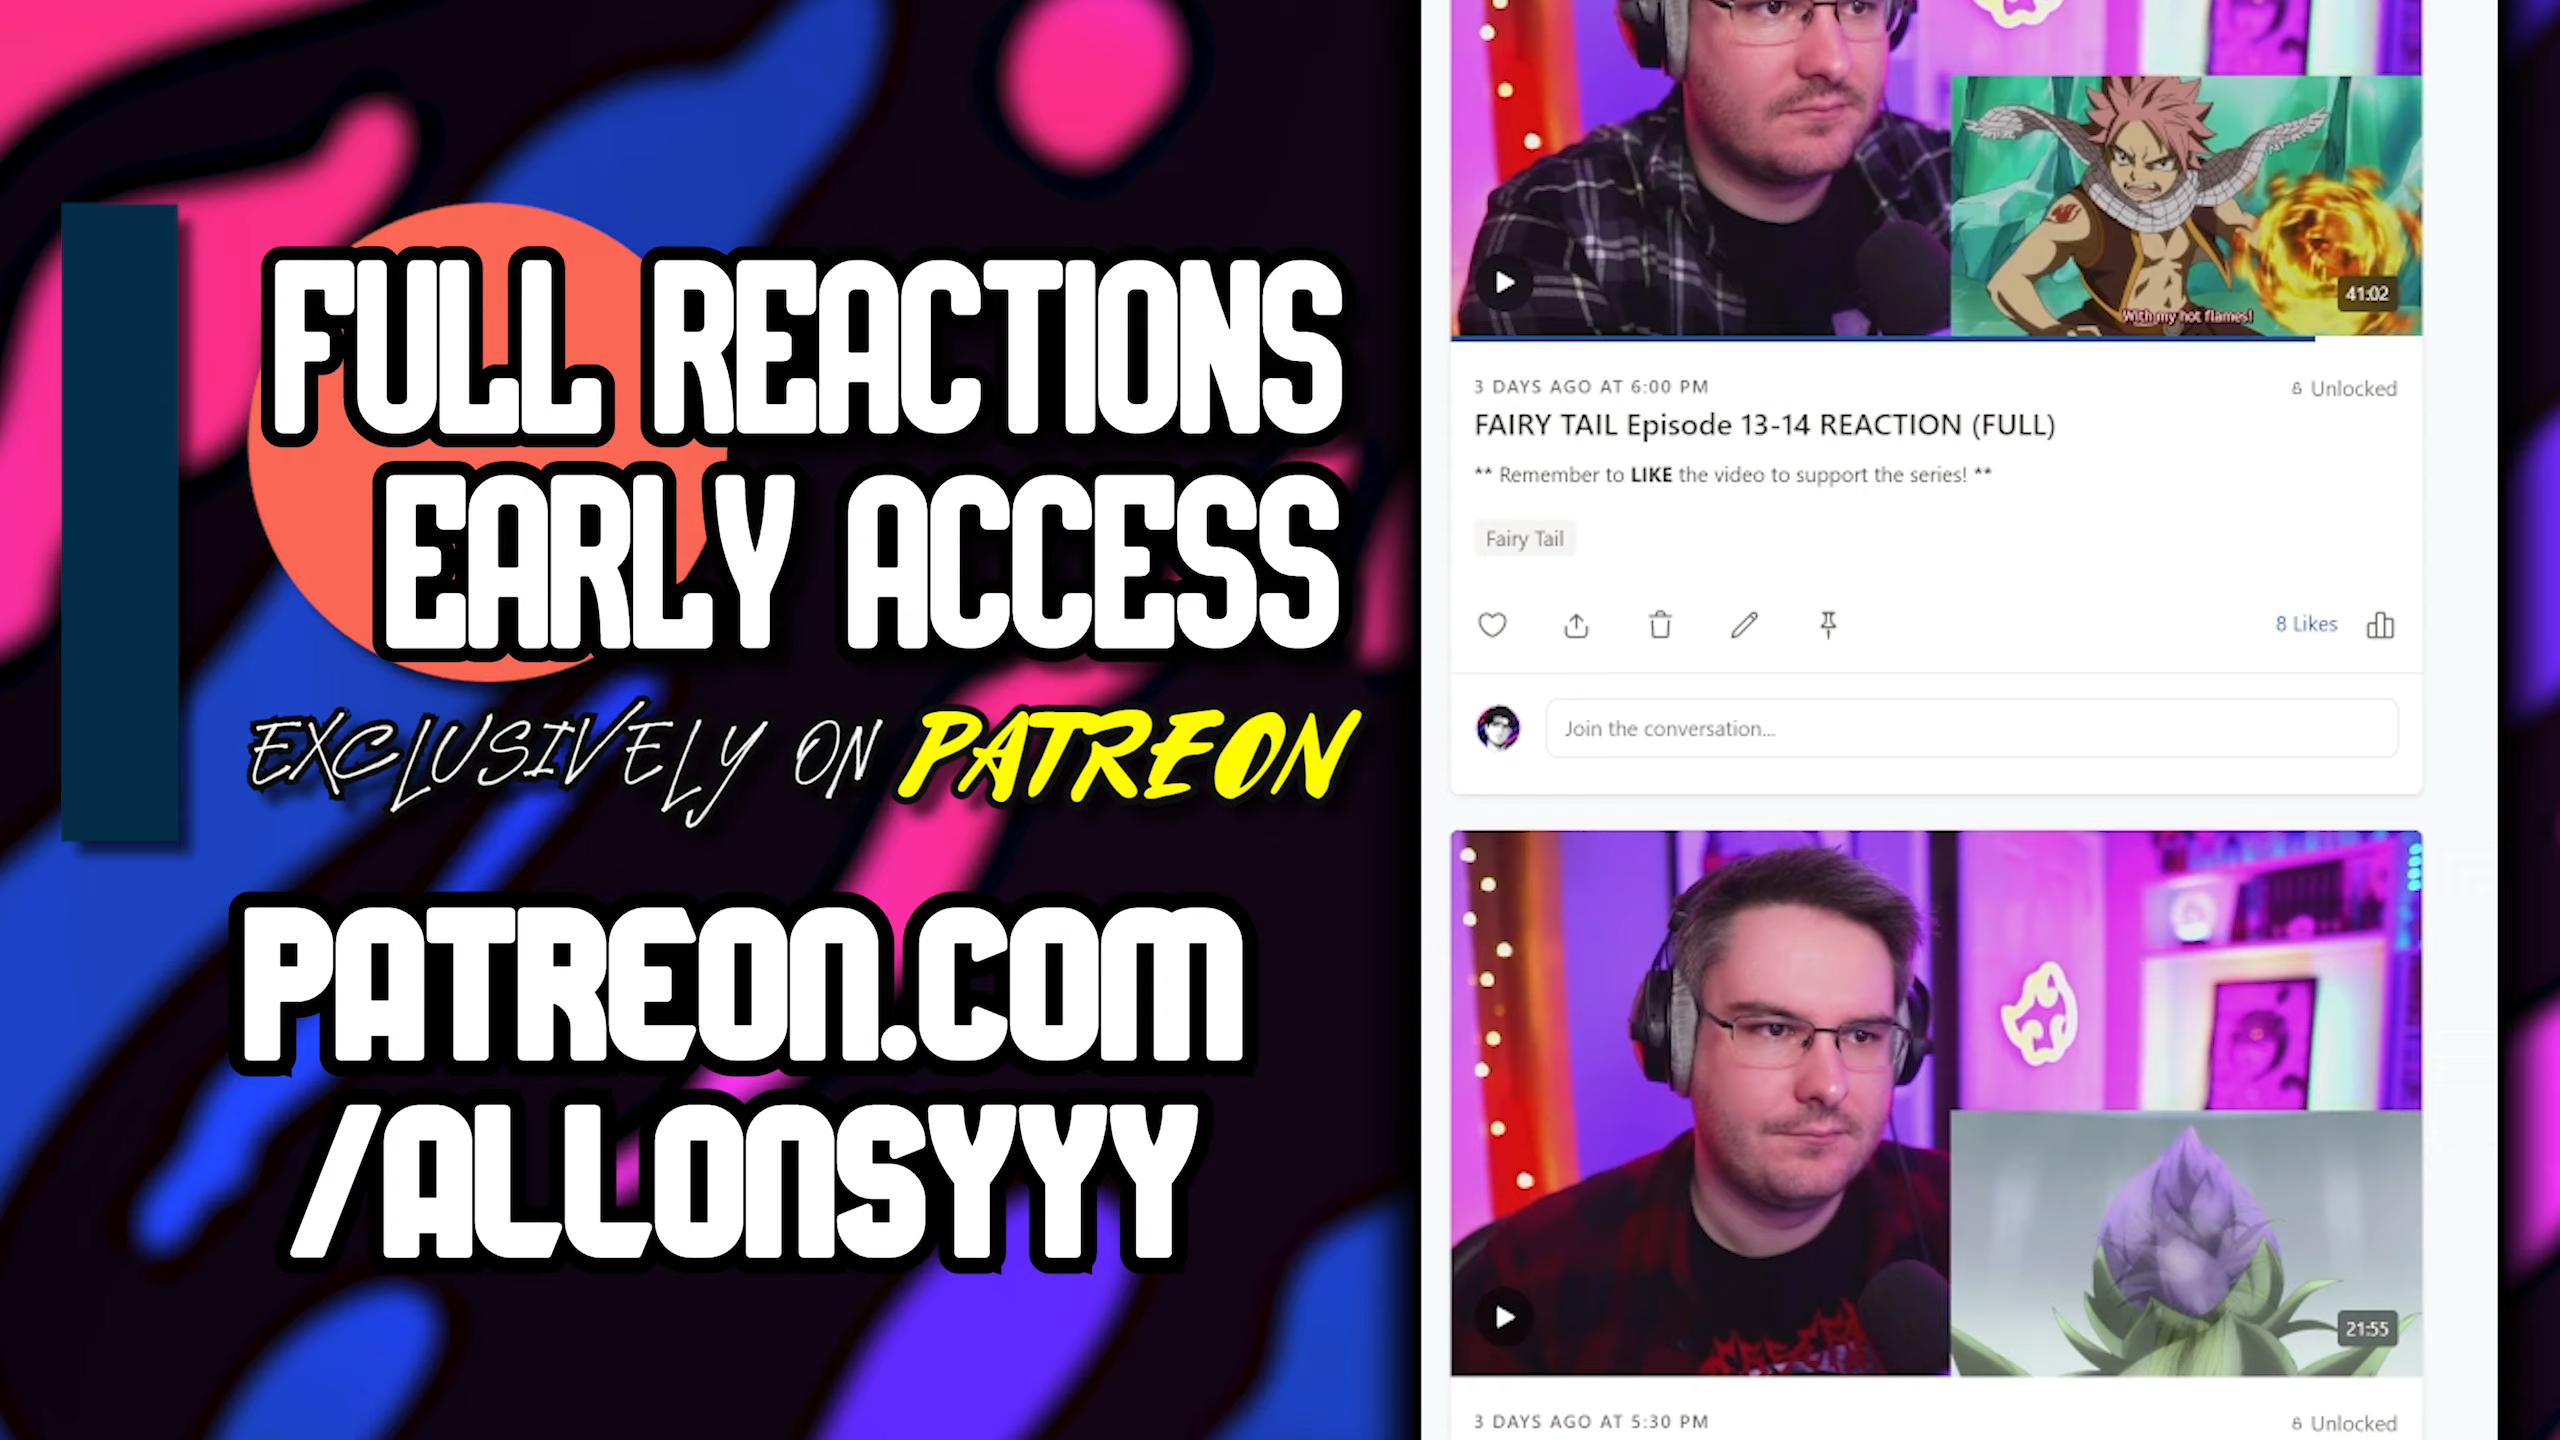 FULL REACTIONS
EARLY ACCESS
EXCLUSIVELY ON PATREON
PATREON.COM
/ALLONSYYY
With my hot flames!
41:02
3 DAYS AGO AT 6:00 PM
Unlocked
FAIRY TAIL Episode 13-14 REACTION (FULL)
** Remember to LIKE the video to support the series! **
Fairy Tail
8 Likes
Join the conversation...
21:55
3 DAYS AGO AT 5:30 PM
Unlocked